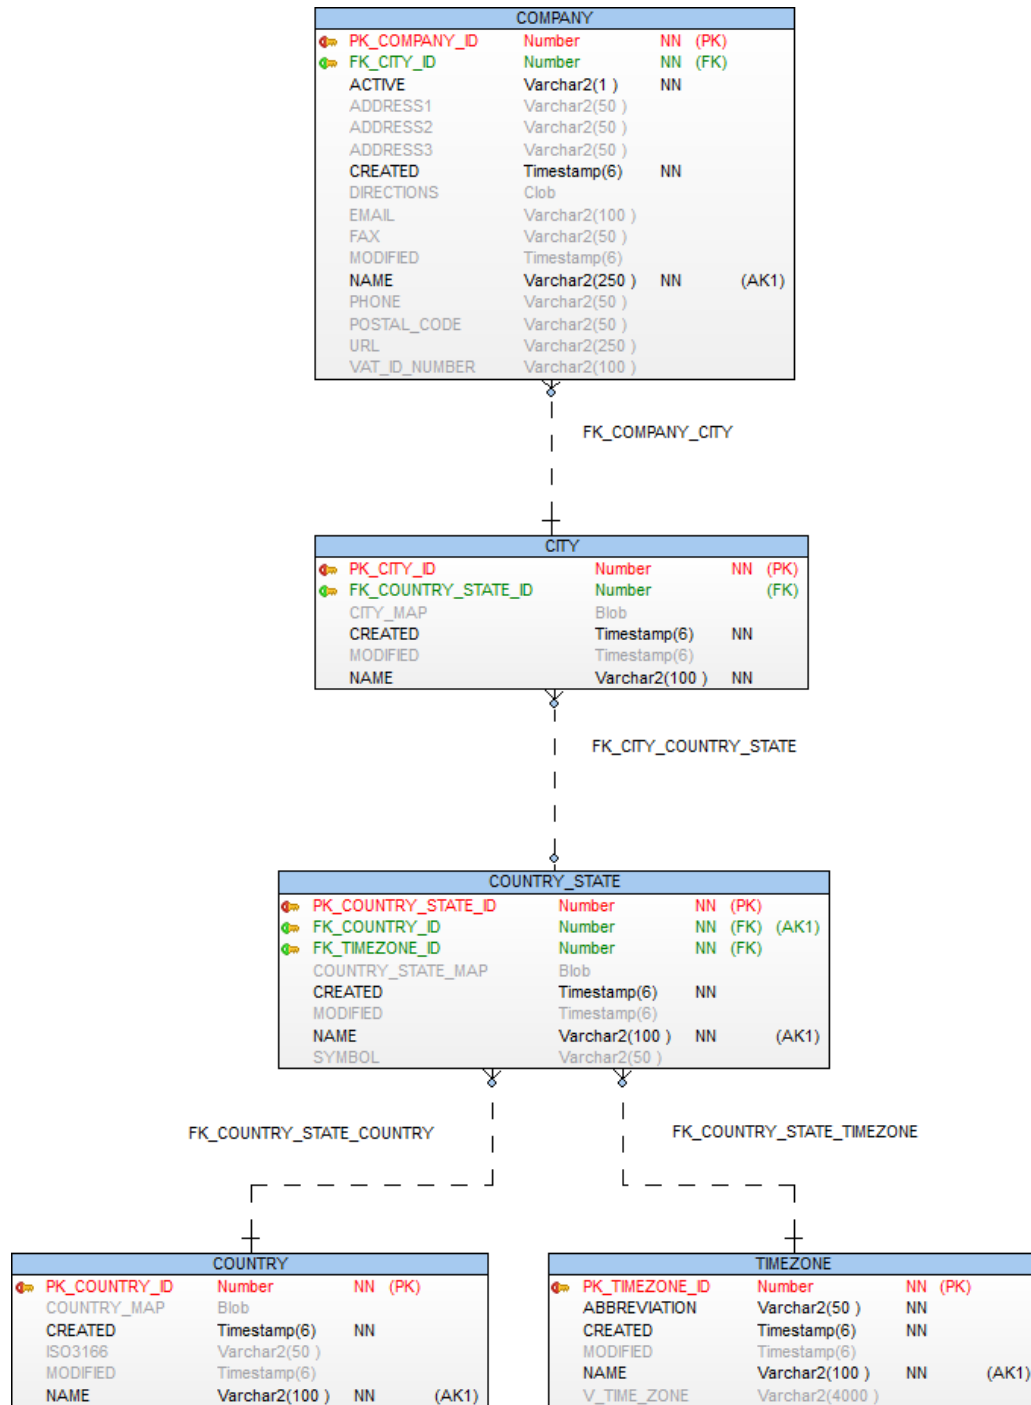 COMPANY
PK_COMPANY_ID Number NN (PK)
FK_CITY_ID Number NN (FK)
ACTIVE Varchar2(1 ) NN
ADDRESS1 Varchar2(50 )
ADDRESS2 Varchar2(50 )
ADDRESS3 Varchar2(50 )
CREATED Timestamp(6) NN
DIRECTIONS Clob
EMAIL Varchar2(100 )
FAX Varchar2(50 )
MODIFIED Timestamp(6)
NAME Varchar2(250 ) NN (AK1)
PHONE Varchar2(50 )
POSTAL_CODE Varchar2(50 )
URL Varchar2(250 )
VAT_ID_NUMBER Varchar2(100 )
FK_COMPANY_CITY
CITY
PK_CITY_ID Number NN (PK)
FK_COUNTRY_STATE_ID Number (FK)
CITY_MAP Blob
CREATED Timestamp(6) NN
MODIFIED Timestamp(6)
NAME Varchar2(100 ) NN
FK_CITY_COUNTRY_STATE
COUNTRY_STATE
PK_COUNTRY_STATE_ID Number NN (PK)
FK_COUNTRY_ID Number NN (FK) (AK1)
FK_TIMEZONE_ID Number NN (FK)
COUNTRY_STATE_MAP Blob
CREATED Timestamp(6) NN
MODIFIED Timestamp(6)
NAME Varchar2(100 ) NN (AK1)
SYMBOL Varchar2(50 )
FK_COUNTRY_STATE_COUNTRY
FK_COUNTRY_STATE_TIMEZONE
COUNTRY
PK_COUNTRY_ID Number NN (PK)
COUNTRY_MAP Blob
CREATED Timestamp(6) NN
ISO3166 Varchar2(50 )
MODIFIED Timestamp(6)
NAME Varchar2(100 ) NN (AK1)
TIMEZONE
PK_TIMEZONE_ID Number NN (PK)
ABBREVIATION Varchar2(50 ) NN
CREATED Timestamp(6) NN
MODIFIED Timestamp(6)
NAME Varchar2(100 ) NN (AK1)
V_TIME_ZONE Varchar2(4000 )